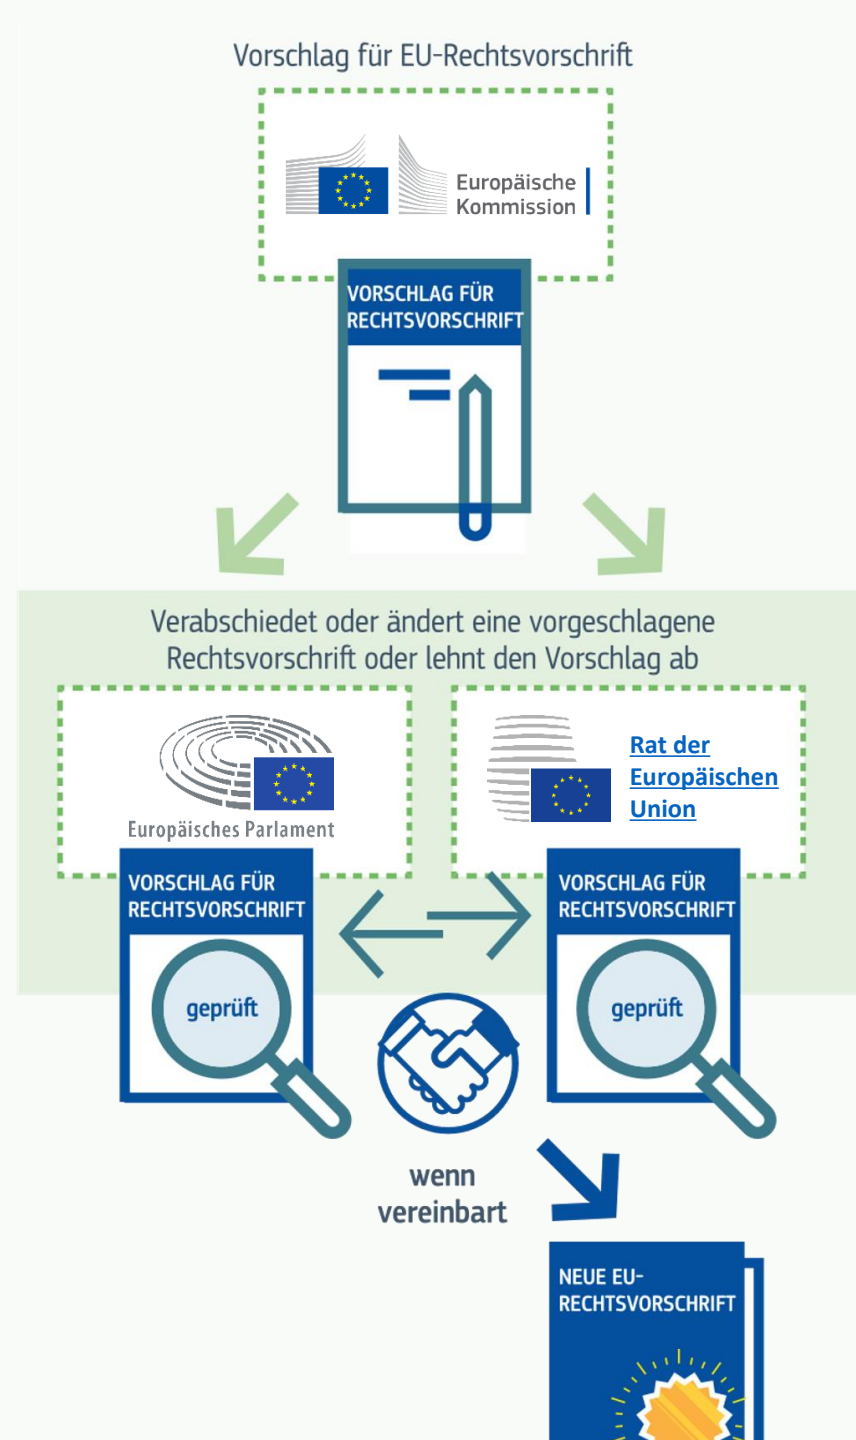 Vorschlag für EU-Rechtsvorschrift
Europäische
Kommission
VORSCHLAG FÜR
RECHTSVORSCHRIFT
Verabschiedet oder ändert eine vorgeschlagene
Rechtsvorschrift oder lehnt den Vorschlag ab
Europäisches Parlament
Rat der
Europäischen
Union
VORSCHLAG FÜR
RECHTSVORSCHRIFT
geprüft
VORSCHLAG FÜR
RECHTSVORSCHRIFT
geprüft
wenn
vereinbart
NEUE EU-
RECHTSVORSCHRIFT